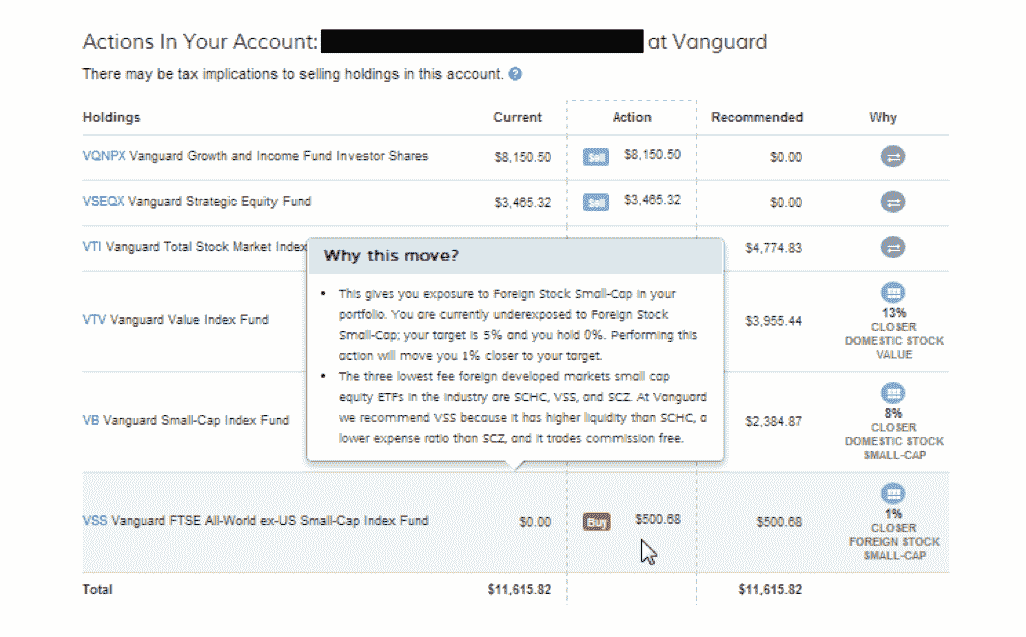 Actions In Your Account: at Vanguard
There may be tax implications to selling holdings in this account. ?
Holdings Current Action Recommended Why
VQNPX Vanguard Growth and Income Fund Investor Shares $8,150.50 Sell $8,150.50 $0.00
VSEQX Vanguard Strategic Equity Fund $3,465.32 Sell $3,465.32 $0.00
VTI Vanguard Total Stock Market Index $4,774.83
Why this move?
• This gives you exposure to Foreign Stock Small-Cap in your
portfolio. You are currently underexposed to Foreign Stock
Small-Cap; your target is 5% and you hold 0%. Performing this
action will move you 1% closer to your target.
• The three lowest fee foreign developed markets small cap
equity ETFs in the industry are SCHC, VSS, and SCZ. At Vanguard
we recommend VSS because it has higher liquidity than SCHC, a
lower expense ratio than SCZ, and it trades commission free.
VTV Vanguard Value Index Fund $3,955.44
13%
CLOSER
DOMESTIC STOCK
VALUE
VB Vanguard Small-Cap Index Fund $2,384.87
8%
CLOSER
DOMESTIC STOCK
SMALL-CAP
VSS Vanguard FTSE All-World ex-US Small-Cap Index Fund $0.00 Buy $500.68 $500.68
1%
CLOSER
FOREIGN STOCK
SMALL-CAP
Total $11,615.82 $11,615.82